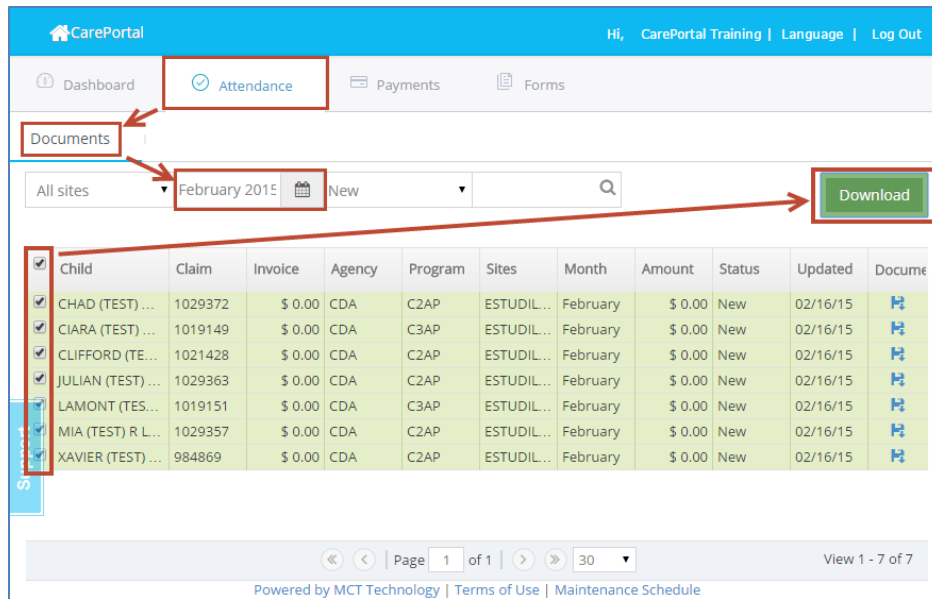 CarePortal Hi, CarePortal Training | Language | Log Out
Dashboard Attendance Payments Forms
Documents
All sites February 2015 New Download
Child Claim Invoice Agency Program Sites Month Amount Status Updated Docume
CHAD (TEST) ... 1029372 $ 0.00 CDA C2AP ESTUDIL... February $ 0.00 New 02/16/15
CIARA (TEST) ... 1019149 $ 0.00 CDA C3AP ESTUDIL... February $ 0.00 New 02/16/15
CLIFFORD (TE... 1021428 $ 0.00 CDA C2AP ESTUDIL... February $ 0.00 New 02/16/15
JULIAN (TEST) ... 1029363 $ 0.00 CDA C2AP ESTUDIL... February $ 0.00 New 02/16/15
LAMONT (TES... 1019151 $ 0.00 CDA C3AP ESTUDIL... February $ 0.00 New 02/16/15
MIA (TEST) R L... 1029357 $ 0.00 CDA C2AP ESTUDIL... February $ 0.00 New 02/16/15
XAVIER (TEST) ... 984869 $ 0.00 CDA C2AP ESTUDIL... February $ 0.00 New 02/16/15
Support
Page 1 of 1 30 View 1 - 7 of 7
Powered by MCT Technology | Terms of Use | Maintenance Schedule